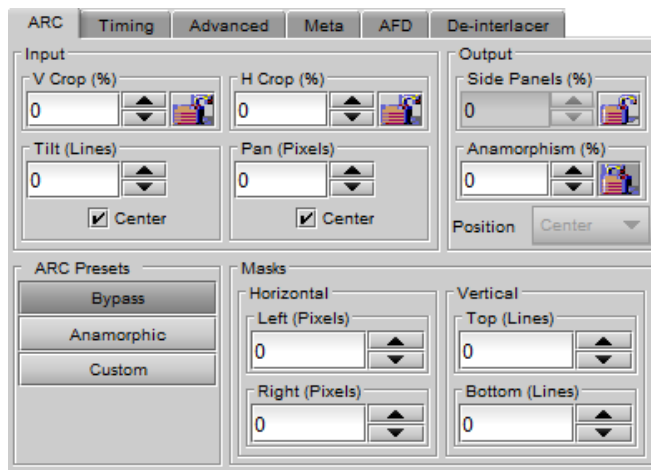 ARC Timing Advanced Meta AFD De-interlacer
Input
V Crop (%)
0
H Crop (%)
0
Tilt (Lines)
0
Center
Pan (Pixels)
0
Center
Output
Side Panels (%)
0
Anamorphism (%)
0
Position Center
ARC Presets
Bypass
Anamorphic
Custom
Masks
Horizontal
Left (Pixels)
0
Right (Pixels)
0
Vertical
Top (Lines)
0
Bottom (Lines)
0